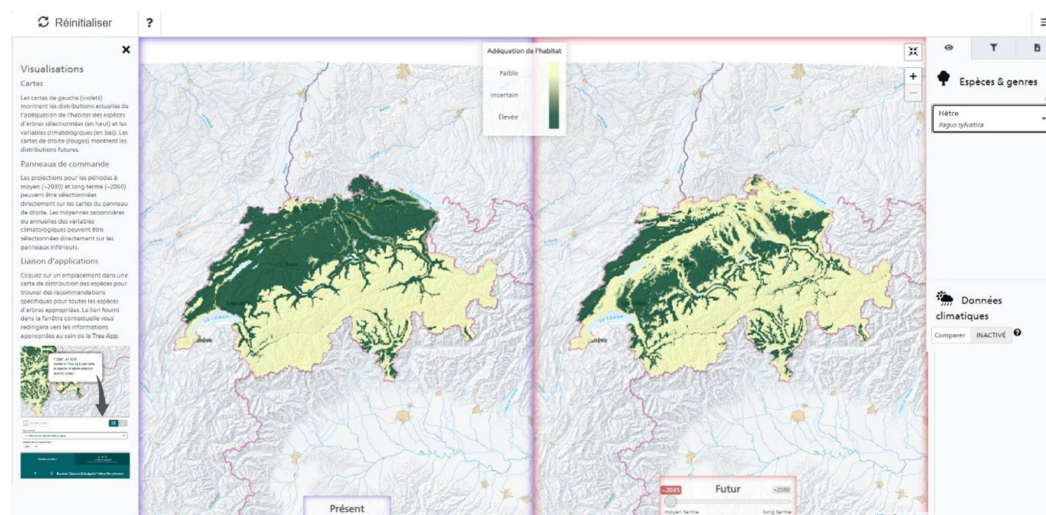 Réinitialiser
?
Visualisations
Cartes
Les cartes de gauche (violets)
montrant les distributions actuelles de
l'adéquation de l'habitat des espèces
d'arbres sélectionnées (en haut) et les
variables climatologiques (en bas). Les
cartes de droite (rouges) montrent les
distributions futures.
Panneaux de commande
Les projections pour les périodes à
moyen (~2030) et long terme (~2060)
peuvent être sélectionnées
directement sur les cartes du panneau
de droite. Les moyennes saisonnières
ou annuelles des variables
climatologiques peuvent être
sélectionnées directement sur les
panneaux inférieurs.
Liaison d'applications
Cliquez sur un emplacement dans une
carte de distribution des espèces pour
trouver des recommandations
spécifiques pour toutes les espèces
d'arbres appropriées. La lien fourni
dans la fenêtre contextuelle vous
redirigera vers les informations
appropriées au sein de la Tree App.
Adéquation de l'habitat
Faible
Incertain
Élevée
Présent
Futur
~2035
moyen terme
long terme
Espèces & genres
Hêtre
Fagus sylvatica
Données
climatiques
Comparer
INACTIVÉ